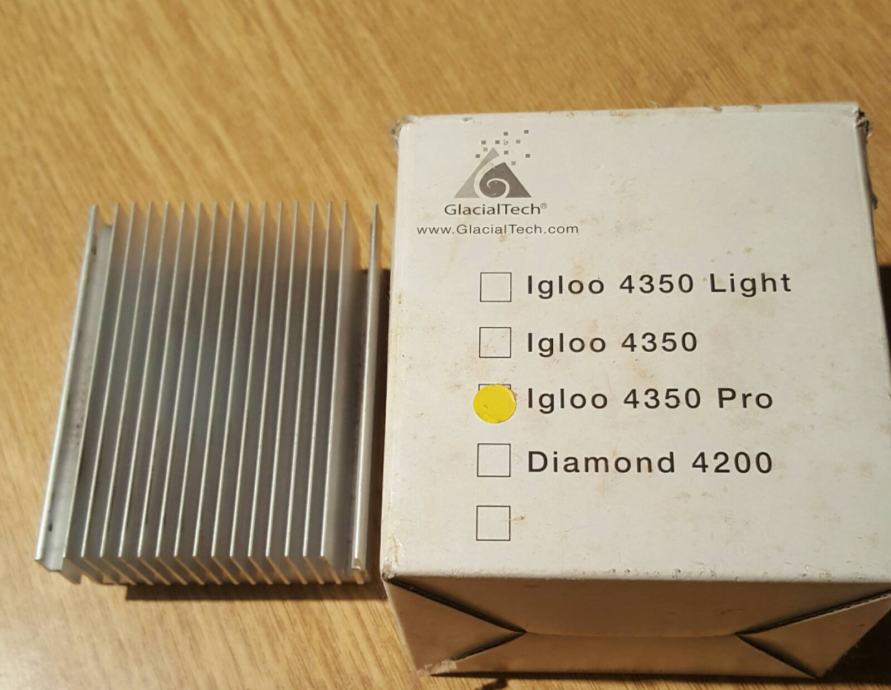 GlacialTech®
www.GlacialTech.com
Igloo 4350 Light
Igloo 4350
Igloo 4350 Pro
Diamond 4200